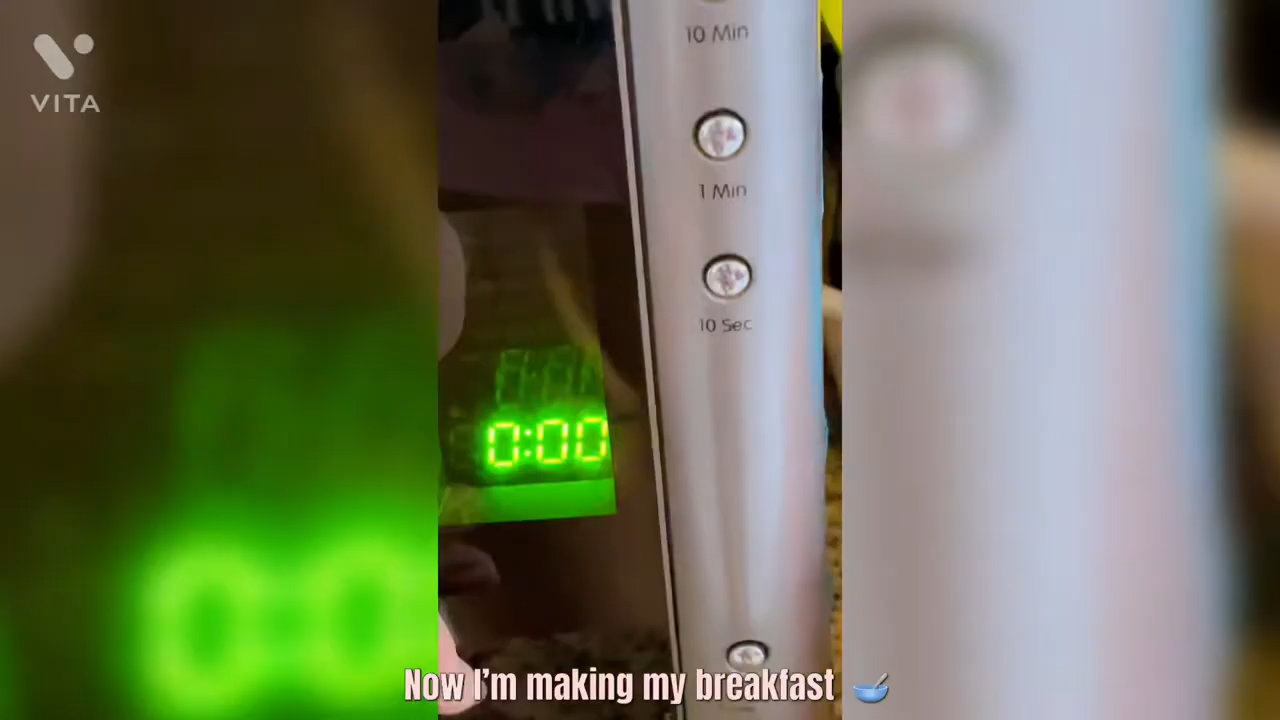 VITA
10 Min
1 Min
10 Sec
0:00
Now I'm making my breakfast 🥣